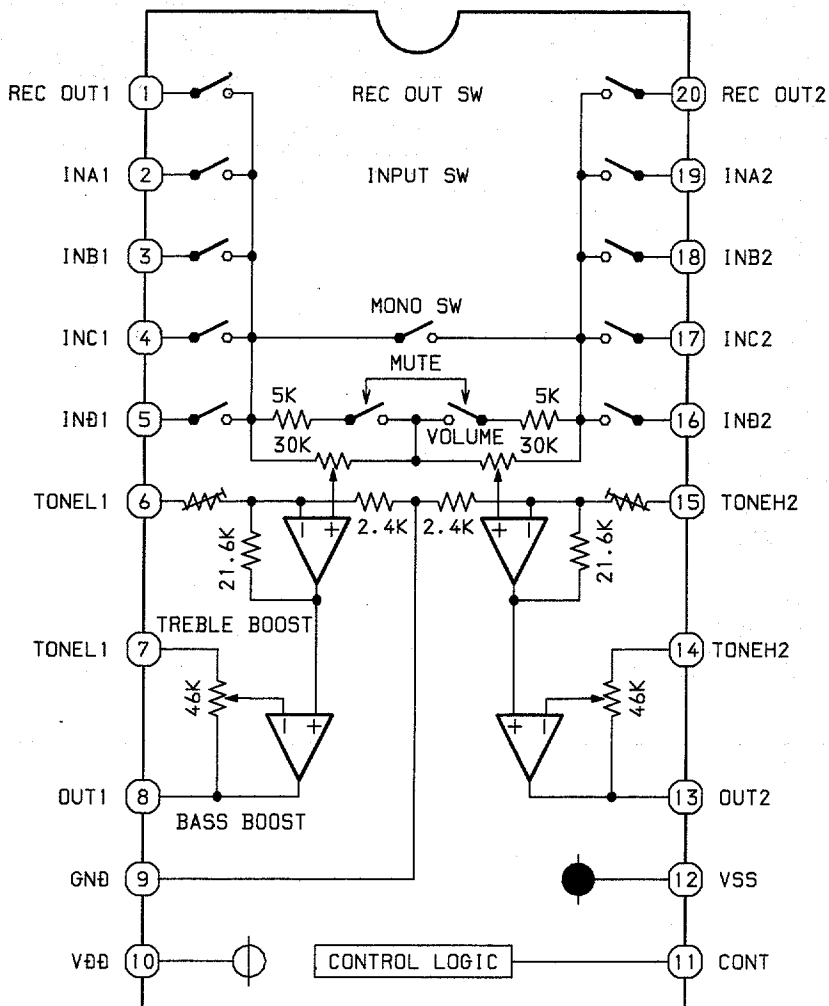 REC OUT1 1 REC OUT SW 20 REC OUT2
INA1 2 INPUT SW 19 INA2
INB1 3 18 INB2
MONO SW
INC1 4 17 INC2
MUTE
5K 5K
IND1 5 16 IND2
VOLUME
30K 30K
TONEL1 6 − + + − 15 TONEH2
2.4K 2.4K
21.6K 21.6K
TREBLE BOOST
TONEL1 7 14 TONEH2
46K 46K
− + + −
OUT1 8 13 OUT2
BASS BOOST
GND 9 12 VSS
VDD 10 CONTROL LOGIC 11 CONT